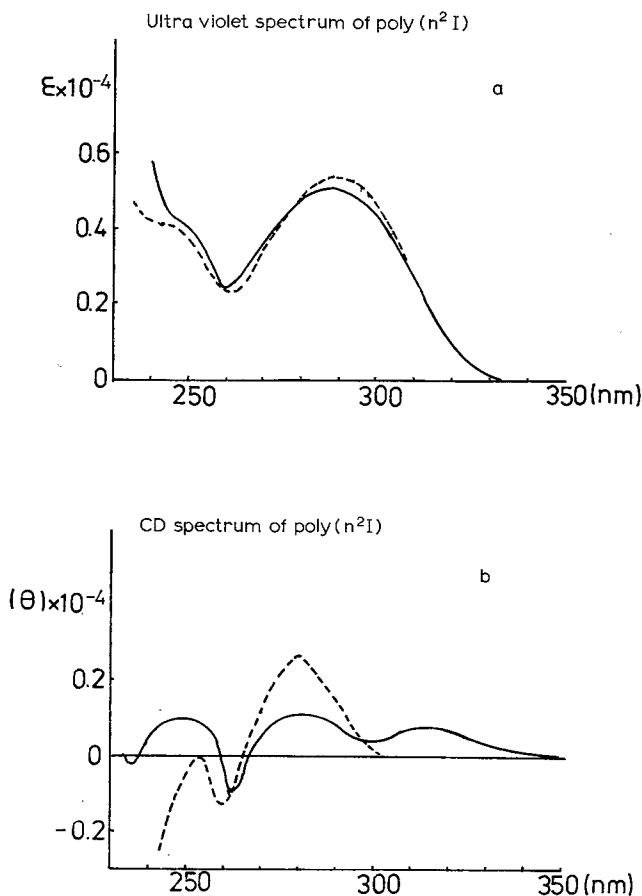 Ultra violet spectrum of poly (n²I)
a
ε×10⁻⁴
0.6
0.4
0.2
0
250
300
350(nm)
CD spectrum of poly(n²I)
b
(θ)×10⁻⁴
0.2
0
-0.2
250
300
350(nm)